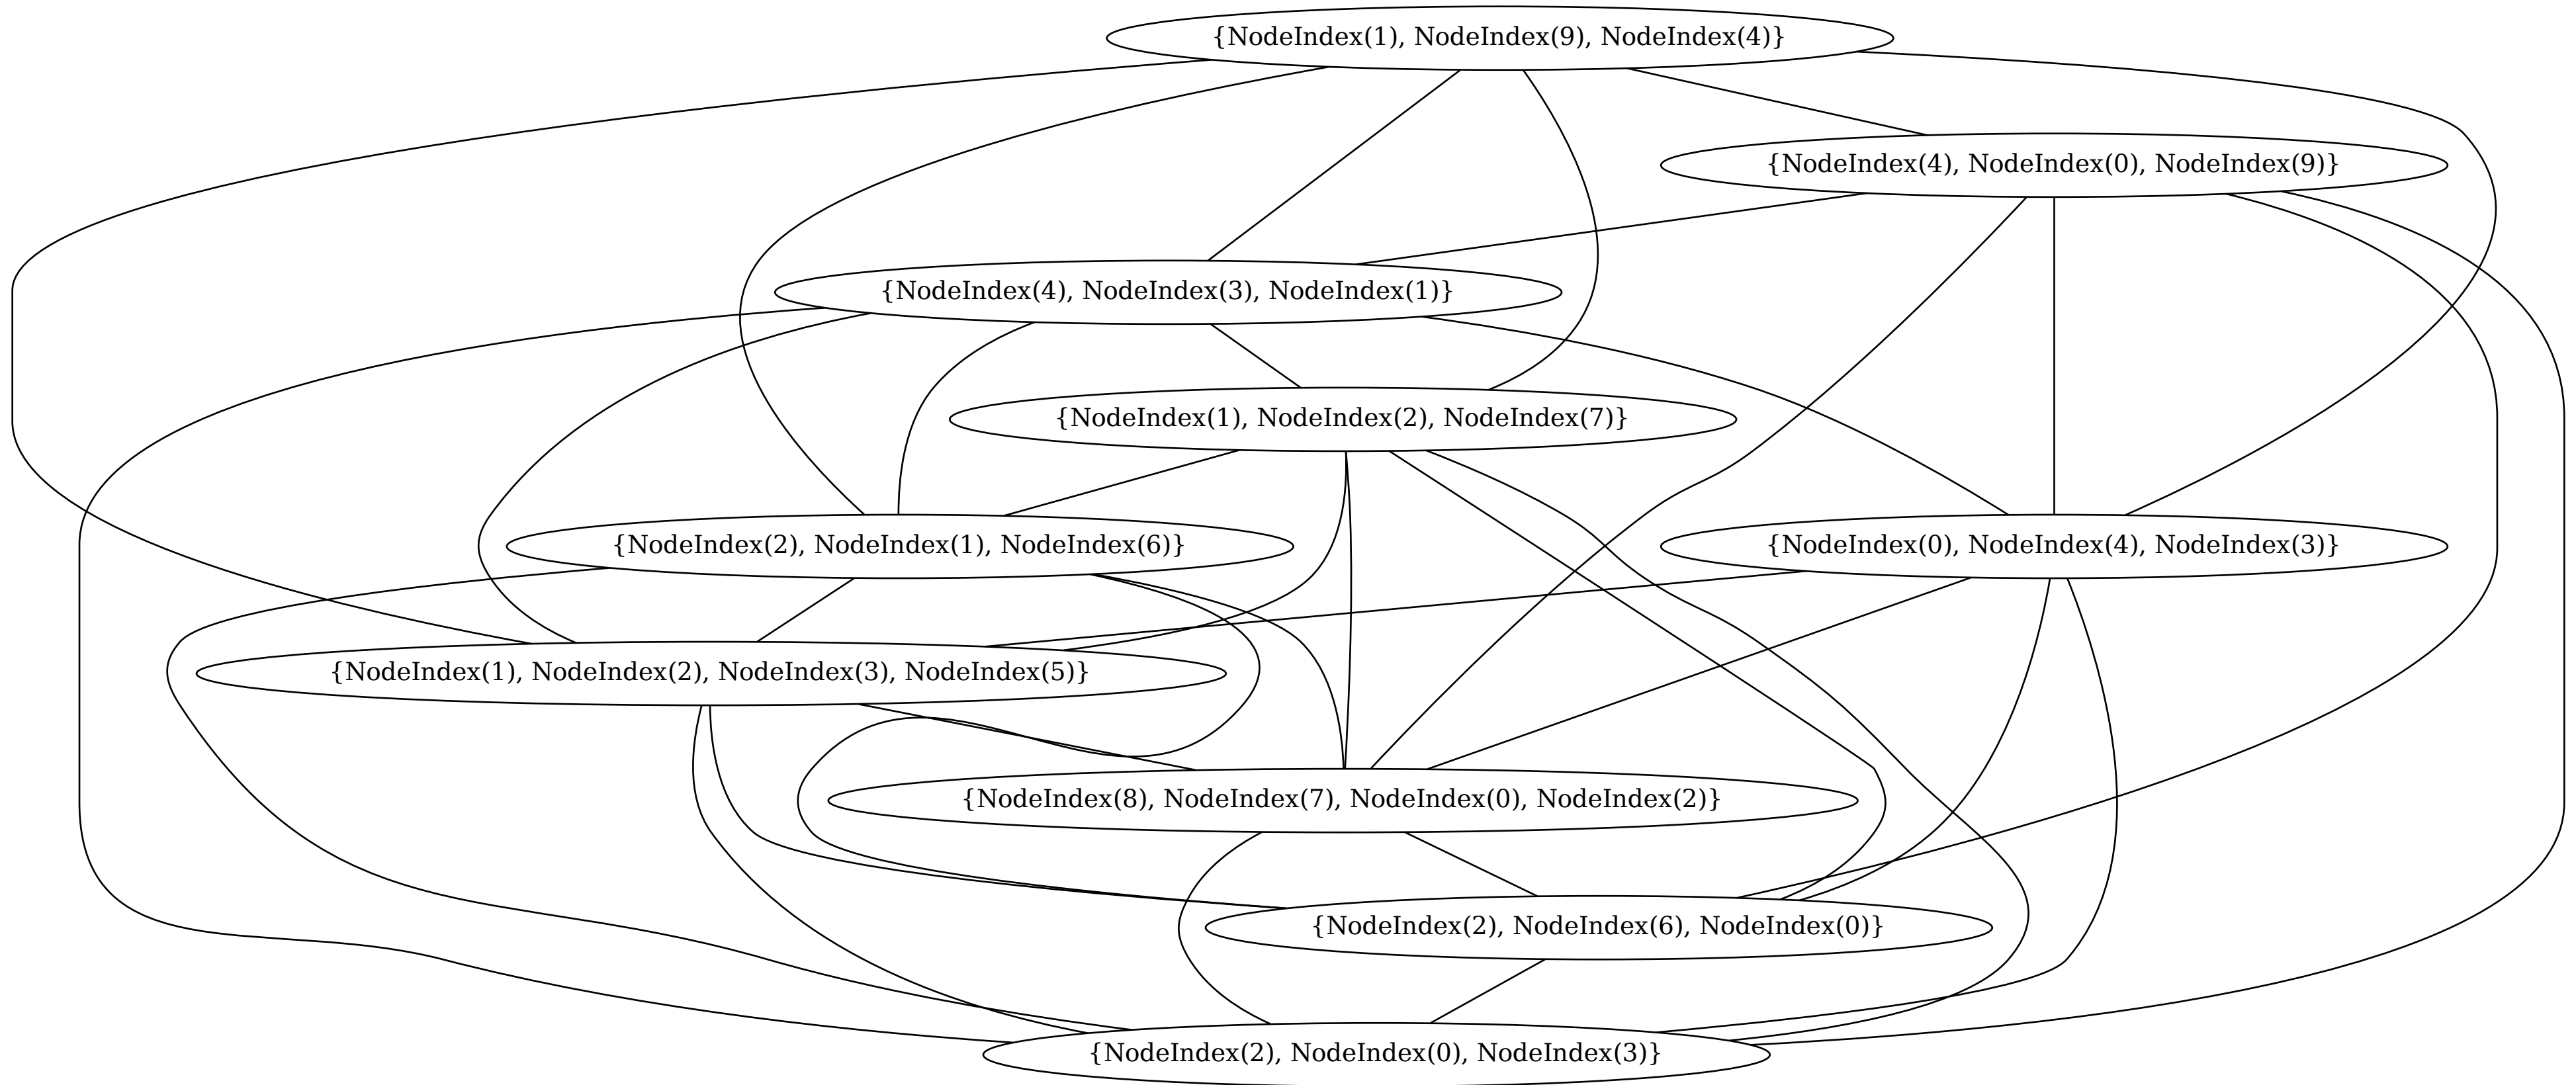 {NodeIndex(1), NodeIndex(9), NodeIndex(4)}
{NodeIndex(4), NodeIndex(0), NodeIndex(9)}
{NodeIndex(4), NodeIndex(3), NodeIndex(1)}
{NodeIndex(1), NodeIndex(2), NodeIndex(7)}
{NodeIndex(2), NodeIndex(1), NodeIndex(6)}
{NodeIndex(0), NodeIndex(4), NodeIndex(3)}
{NodeIndex(1), NodeIndex(2), NodeIndex(3), NodeIndex(5)}
{NodeIndex(8), NodeIndex(7), NodeIndex(0), NodeIndex(2)}
{NodeIndex(2), NodeIndex(6), NodeIndex(0)}
{NodeIndex(2), NodeIndex(0), NodeIndex(3)}